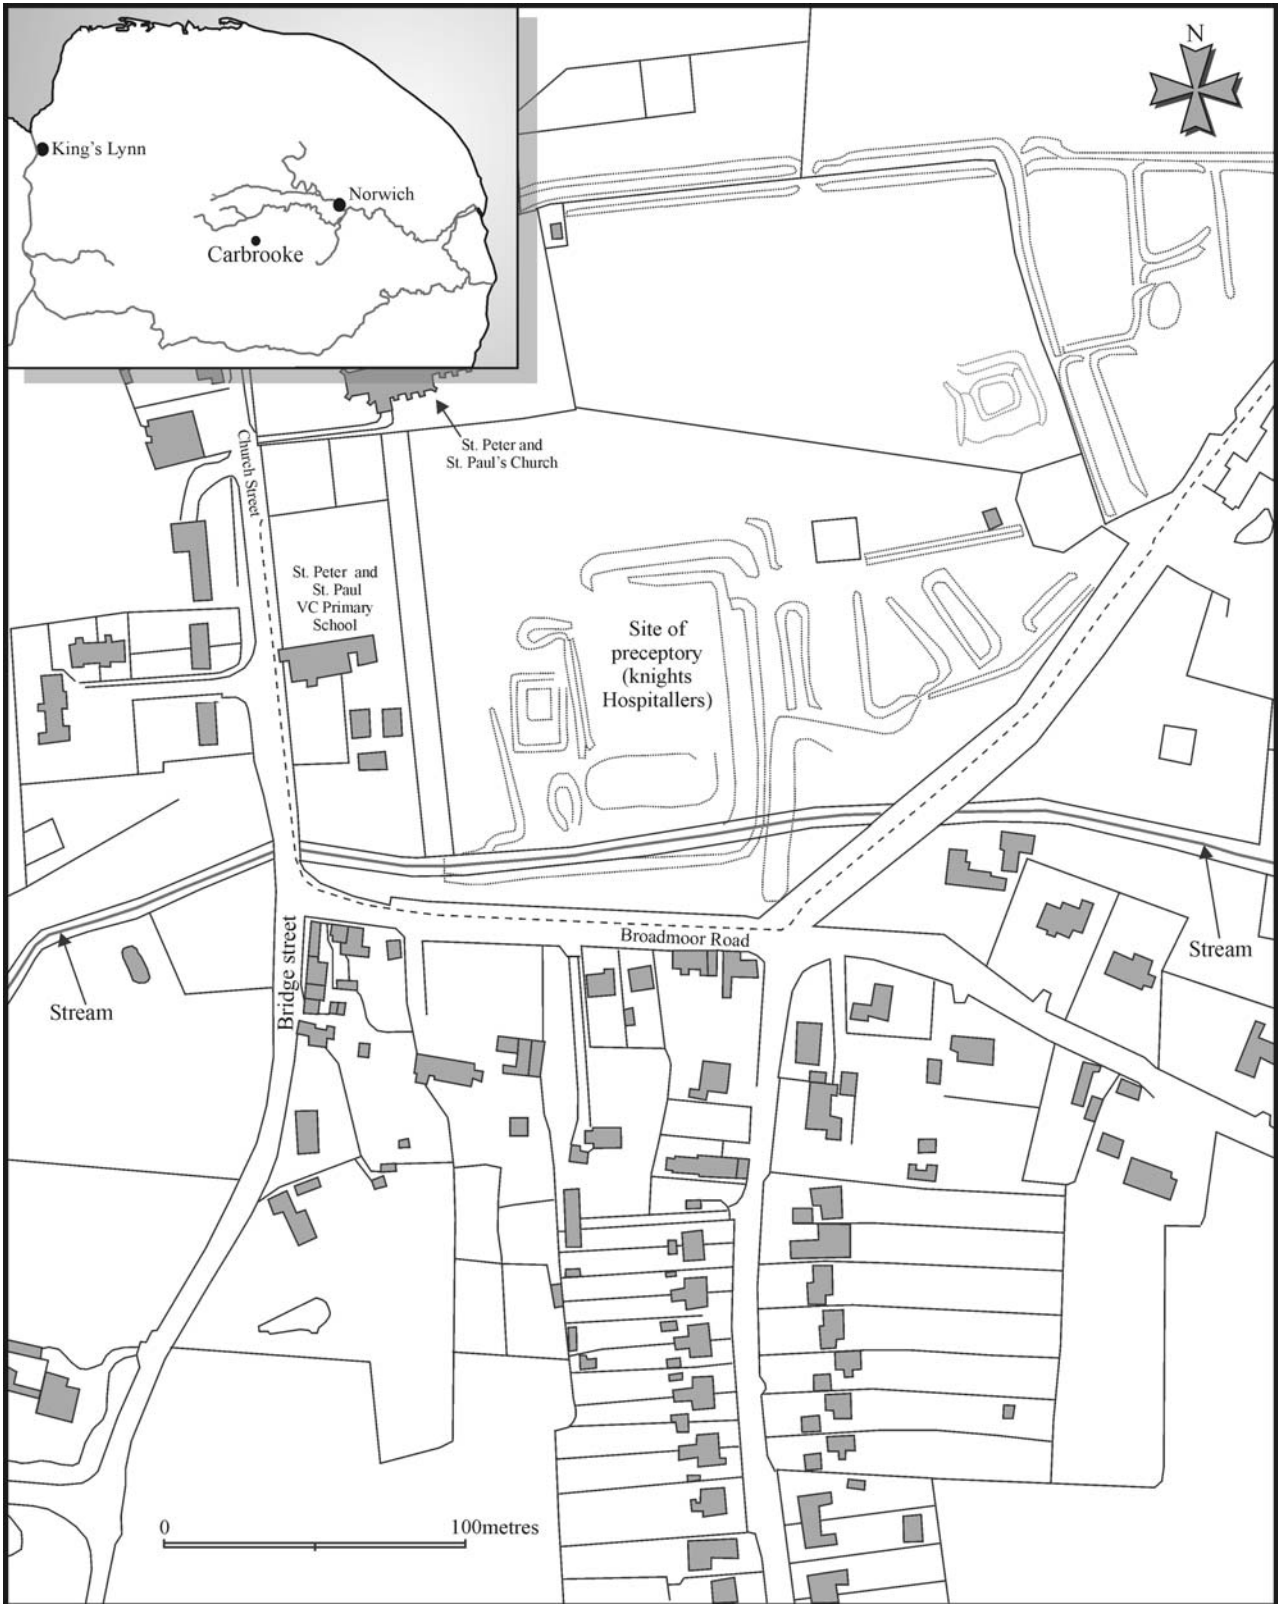 N
King's Lynn
Norwich
Carbrooke
St. Peter and
St. Paul's Church
Church Street
St. Peter and
St. Paul
VC Primary
School
Site of
preceptory
(knights
Hospitallers)
Broadmoor Road
Bridge street
Stream
Stream
0
100metres